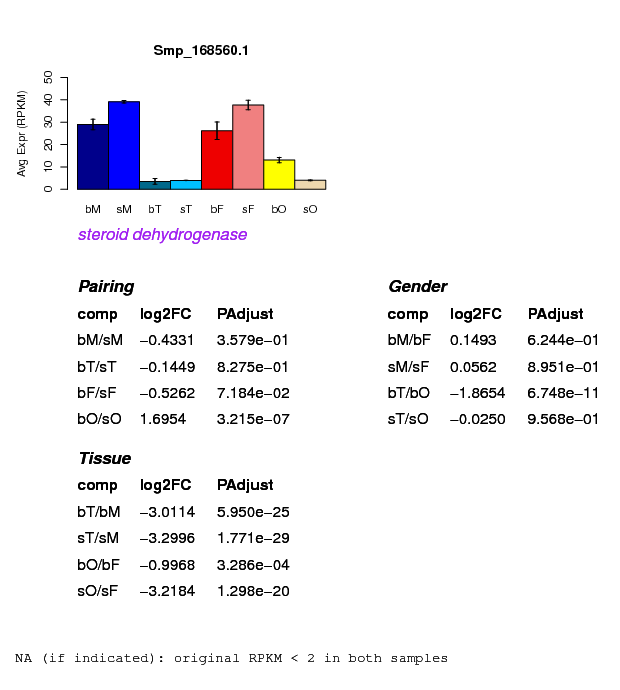 Smp_168560.1
Avg Expr (RPKM)
50
40
30
20
10
0
bM sM bT sT bF sF bO sO
steroid dehydrogenase
Pairing
comp log2FC PAdjust
bM/sM −0.4331 3.579e−01
bT/sT −0.1449 8.275e−01
bF/sF −0.5262 7.184e−02
bO/sO 1.6954 3.215e−07
Gender
comp log2FC PAdjust
bM/bF 0.1493 6.244e−01
sM/sF 0.0562 8.951e−01
bT/bO −1.8654 6.748e−11
sT/sO −0.0250 9.568e−01
Tissue
comp log2FC PAdjust
bT/bM −3.0114 5.950e−25
sT/sM −3.2996 1.771e−29
bO/bF −0.9968 3.286e−04
sO/sF −3.2184 1.298e−20
NA (if indicated): original RPKM < 2 in both samples